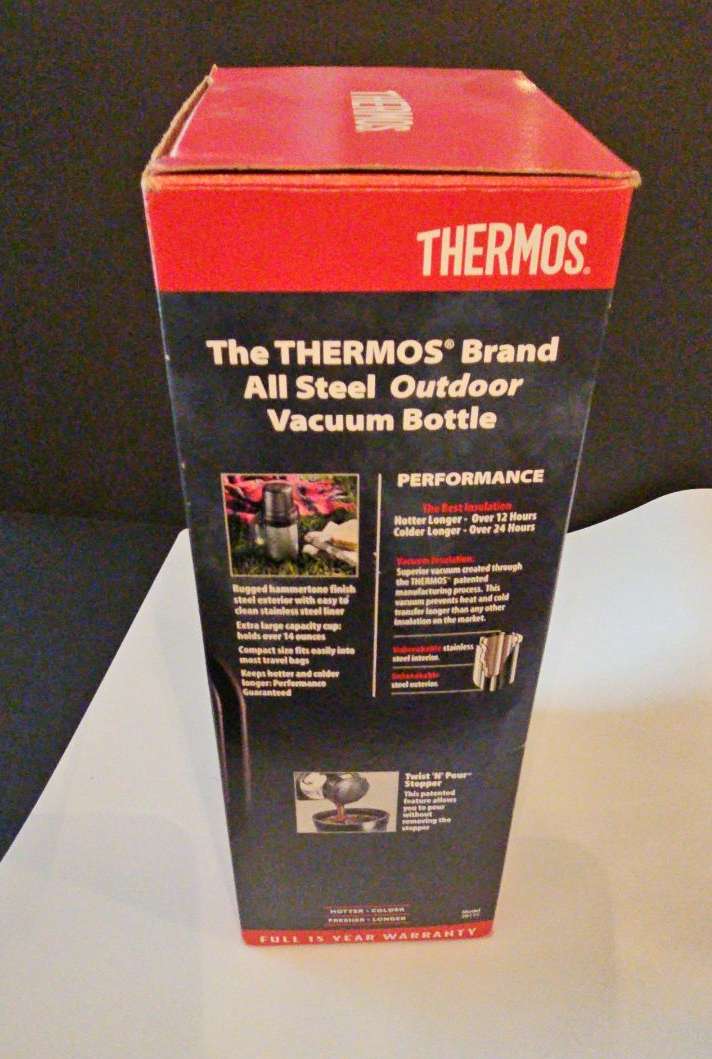 THERMOS
THERMOS®
The THERMOS® Brand
All Steel Outdoor
Vacuum Bottle
Rugged hammertone finish
steel exterior with easy to
clean stainless steel liner
Extra large capacity cup:
holds over 14 ounces
Compact size fits easily into
most travel bags
Keeps hotter and colder
longer: Performance
Guaranteed
PERFORMANCE
The Best Insulation
Hotter Longer - Over 12 Hours
Colder Longer - Over 24 Hours
Vacuum Insulation.
Superior vacuum created through
the THERMOS® patented
manufacturing process. This
vacuum prevents heat and cold
transfer longer than any other
insulation on the market.
Unbreakable stainless
steel interior.
Unbreakable
steel exterior.
Twist 'N' Pour™
Stopper
This patented
feature allows
you to pour
without
removing the
stopper
HOTTER - COLDER
FRESHER - LONGER
Model
FULL 15 YEAR WARRANTY